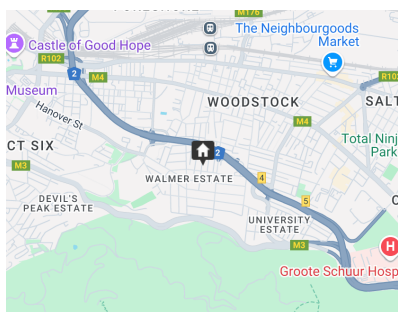 M176
The Neighbourgoods
Market
Castle of Good Hope
R102
2
M4
R102
Museum
WOODSTOCK
SALT
Hanover St
M4
Total Ninj
Park
CT SIX
2
M3
WALMER ESTATE
4
DEVIL'S
PEAK ESTATE
5
UNIVERSITY
ESTATE
C
M3
H
Groote Schuur Hosp